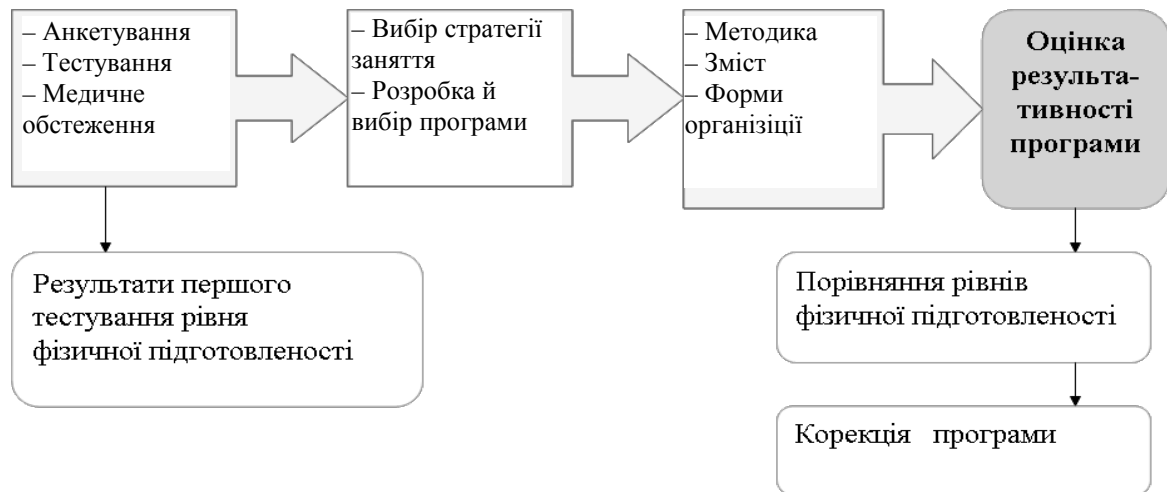 – Анкетування
– Тестування
– Медичне
обстеження
– Вибір стратегії
заняття
– Розробка й
вибір програми
– Методика
– Зміст
– Форми
організіції
Оцінка
результа-
тивності
програми
Результати першого
тестування рівня
фізичної підготовленості
Порівняння рівнів
фізичної підготовленості
Корекція програми